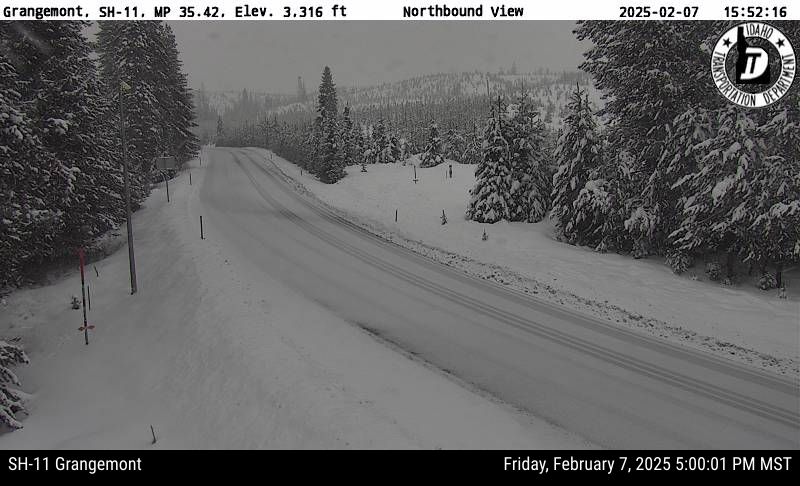 Grangemont, SH-11, MP 35.42, Elev. 3,316 ft Northbound View 2025-02-07 15:52:16
IDAHO
TRANSPORTATION DEPARTMENT
SH-11 Grangemont Friday, February 7, 2025 5:00:01 PM MST